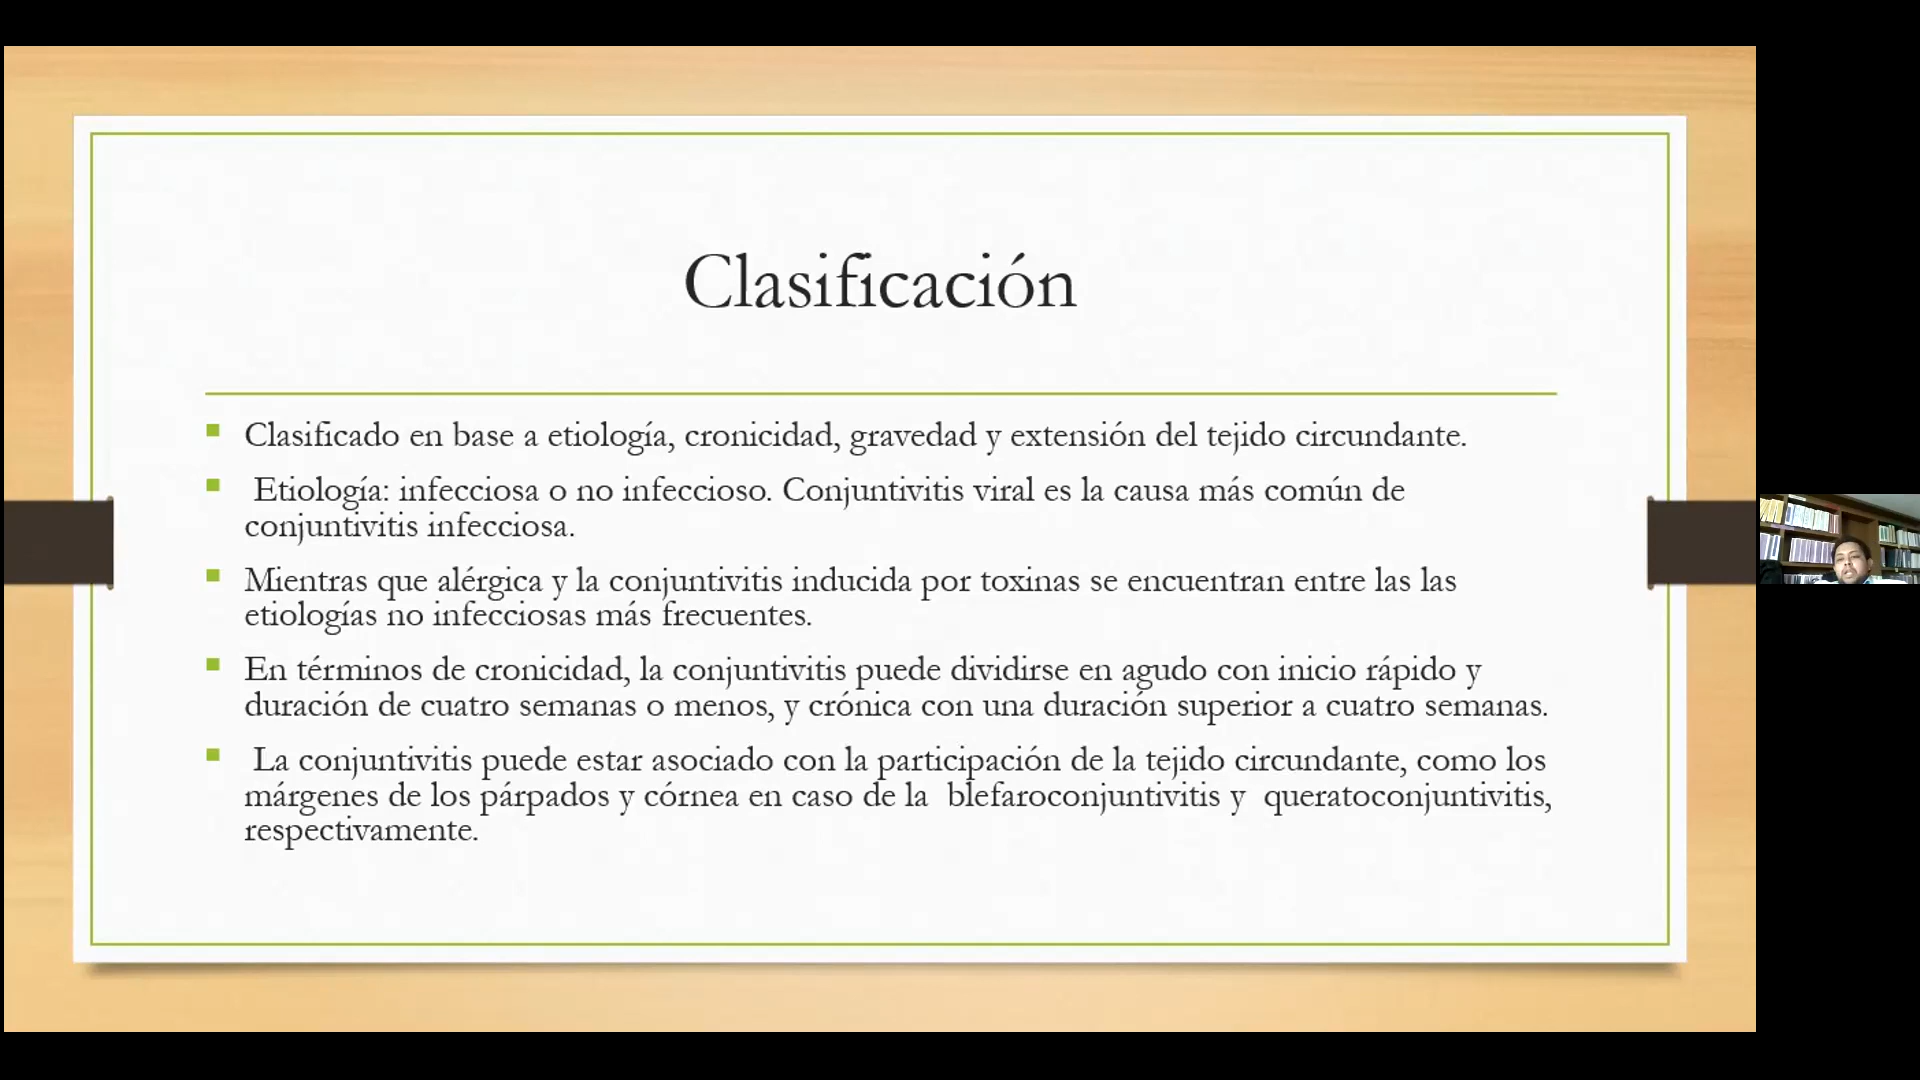 Clasificación
Clasificado en base a etiología, cronicidad, gravedad y extensión del tejido circundante.
Etiología: infecciosa o no infeccioso. Conjuntivitis viral es la causa más común de
conjuntivitis infecciosa.
Mientras que alérgica y la conjuntivitis inducida por toxinas se encuentran entre las las
etiologías no infecciosas más frecuentes.
En términos de cronicidad, la conjuntivitis puede dividirse en agudo con inicio rápido y
duración de cuatro semanas o menos, y crónica con una duración superior a cuatro semanas.
La conjuntivitis puede estar asociado con la participación de la tejido circundante, como los
márgenes de los párpados y córnea en caso de la  blefaroconjuntivitis y  queratoconjuntivitis,
respectivamente.